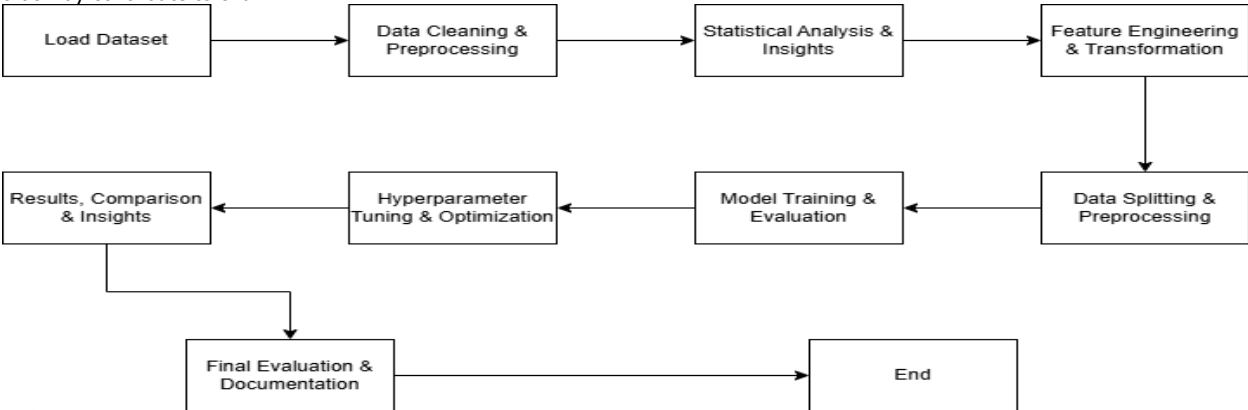 Load Dataset
Data Cleaning &
Preprocessing
Statistical Analysis &
Insights
Feature Engineering
& Transformation
Results, Comparison
& Insights
Hyperparameter
Tuning & Optimization
Model Training &
Evaluation
Data Splitting &
Preprocessing
Final Evaluation &
Documentation
End